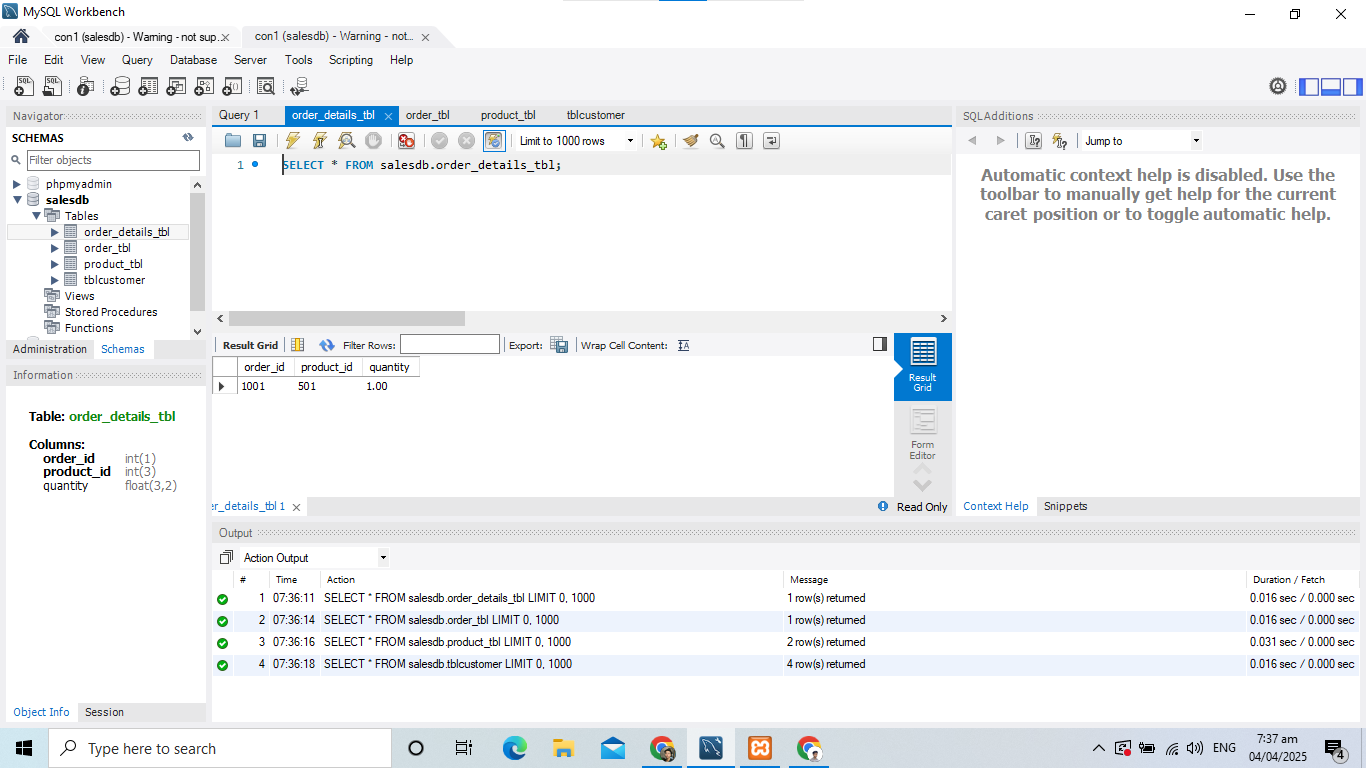 MySQL Workbench
con1 (salesdb) - Warning - not sup... con1 (salesdb) - Warning - not...
File Edit View Query Database Server Tools Scripting Help
Navigator
SCHEMAS
Filter objects
phpmyadmin
salesdb
Tables
order_details_tbl
order_tbl
product_tbl
tblcustomer
Views
Stored Procedures
Functions
Administration Schemas
Information
Table: order_details_tbl
Columns:
order_id int(1)
product_id int(3)
quantity float(3,2)
Object Info Session
Query 1 order_details_tbl order_tbl product_tbl tblcustomer
Limit to 1000 rows
1 SELECT * FROM salesdb.order_details_tbl;
Result Grid Filter Rows: Export: Wrap Cell Content:
order_id product_id quantity
1001 501 1.00
Result
Grid
Form
Editor
er_details_tbl 1 Read Only
SQLAdditions
Jump to
Automatic context help is disabled. Use the
toolbar to manually get help for the current
caret position or to toggle automatic help.
Context Help Snippets
Output
Action Output
# Time Action Message Duration / Fetch
1 07:36:11 SELECT * FROM salesdb.order_details_tbl LIMIT 0, 1000 1 row(s) returned 0.016 sec / 0.000 sec
2 07:36:14 SELECT * FROM salesdb.order_tbl LIMIT 0, 1000 1 row(s) returned 0.016 sec / 0.000 sec
3 07:36:16 SELECT * FROM salesdb.product_tbl LIMIT 0, 1000 2 row(s) returned 0.031 sec / 0.000 sec
4 07:36:18 SELECT * FROM salesdb.tblcustomer LIMIT 0, 1000 4 row(s) returned 0.016 sec / 0.000 sec
Type here to search
ENG
7:37 am
04/04/2025
4